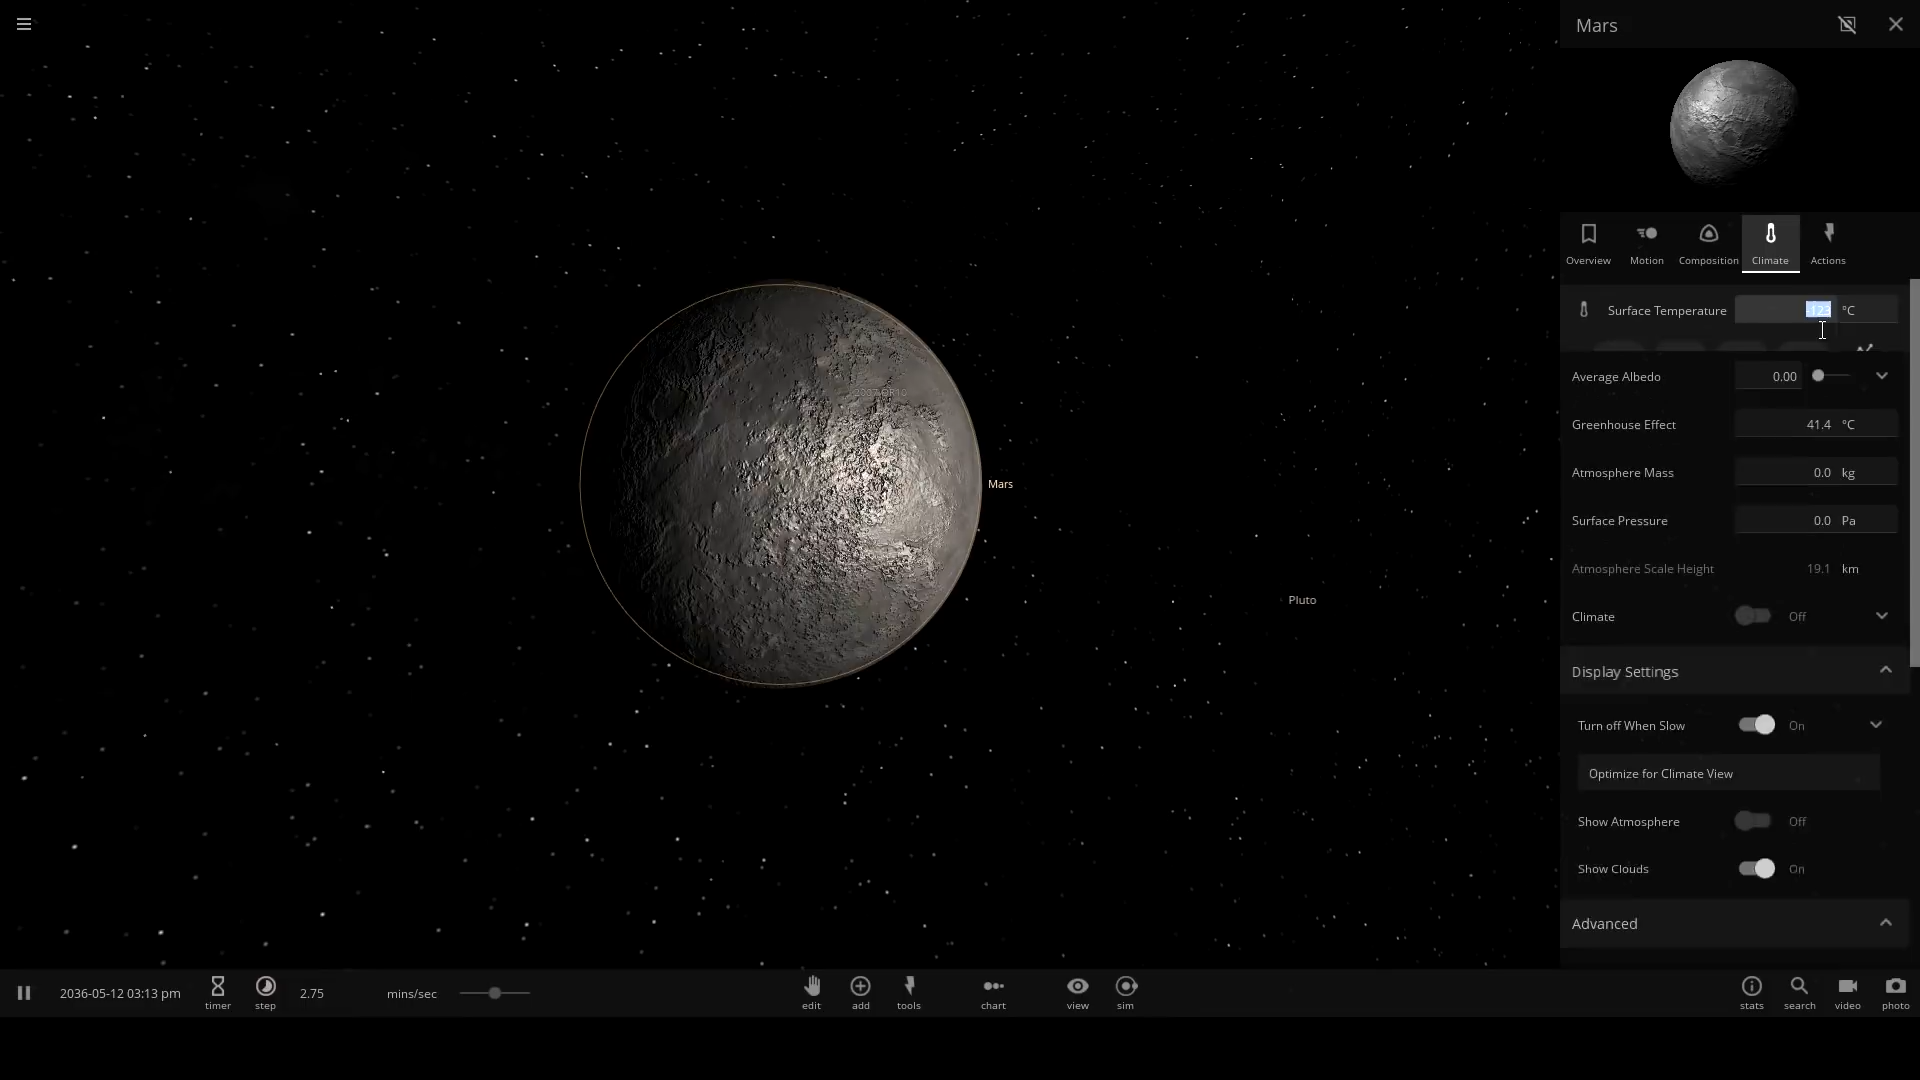 Mars
Overview
Motion
Composition
Climate
Actions
Surface Temperature -123 °C
Average Albedo 0.00
Greenhouse Effect 41.4 °C
Atmosphere Mass 0.0 kg
Mars
Surface Pressure 0.0 Pa
Atmosphere Scale Height 19.1 km
Pluto
Climate Off
Display Settings
Turn off When Slow On
Optimize for Climate View
Show Atmosphere Off
Show Clouds On
Advanced
2036-05-12 03:13 pm
timer
step
2.75 mins/sec
edit
add
tools
chart
view
sim
stats
search
video
photo